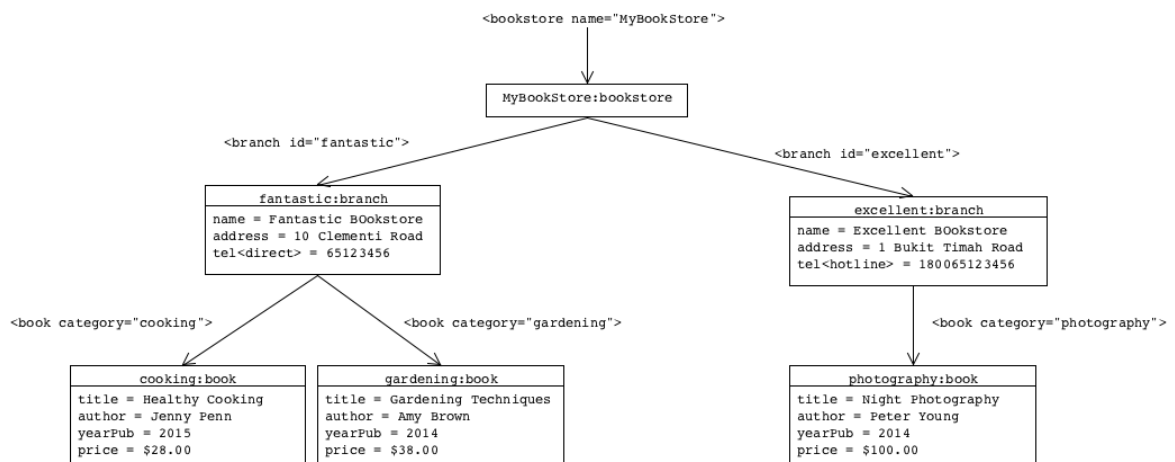 <bookstore name="MyBookStore">
MyBookStore:bookstore
<branch id="fantastic">
<branch id="excellent">
fantastic:branch
name = Fantastic BOokstore
address = 10 Clementi Road
tel<direct> = 65123456
excellent:branch
name = Excellent BOokstore
address = 1 Bukit Timah Road
tel<hotline> = 180065123456
<book category="cooking">
<book category="gardening">
<book category="photography">
cooking:book
title = Healthy Cooking
author = Jenny Penn
yearPub = 2015
price = $28.00
gardening:book
title = Gardening Techniques
author = Amy Brown
yearPub = 2014
price = $38.00
photography:book
title = Night Photography
author = Peter Young
yearPub = 2014
price = $100.00